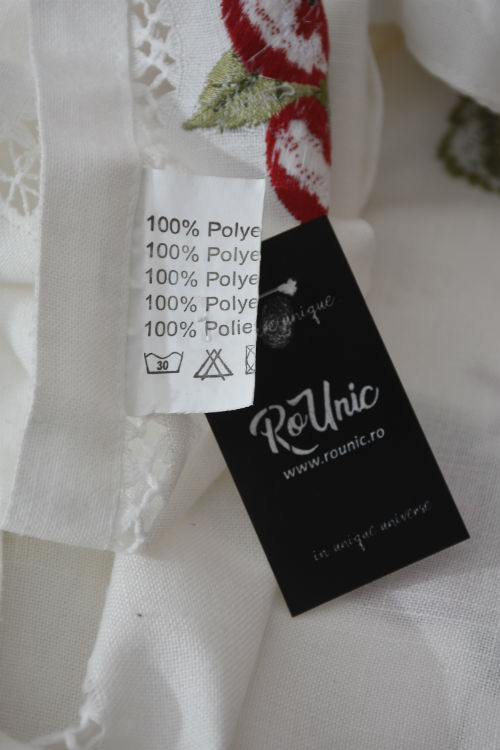 100% Polye
100% Polye
100% Polye
100% Polye
100% Polie
30
unique
RoUnic
www.rounic.ro
in unique universe